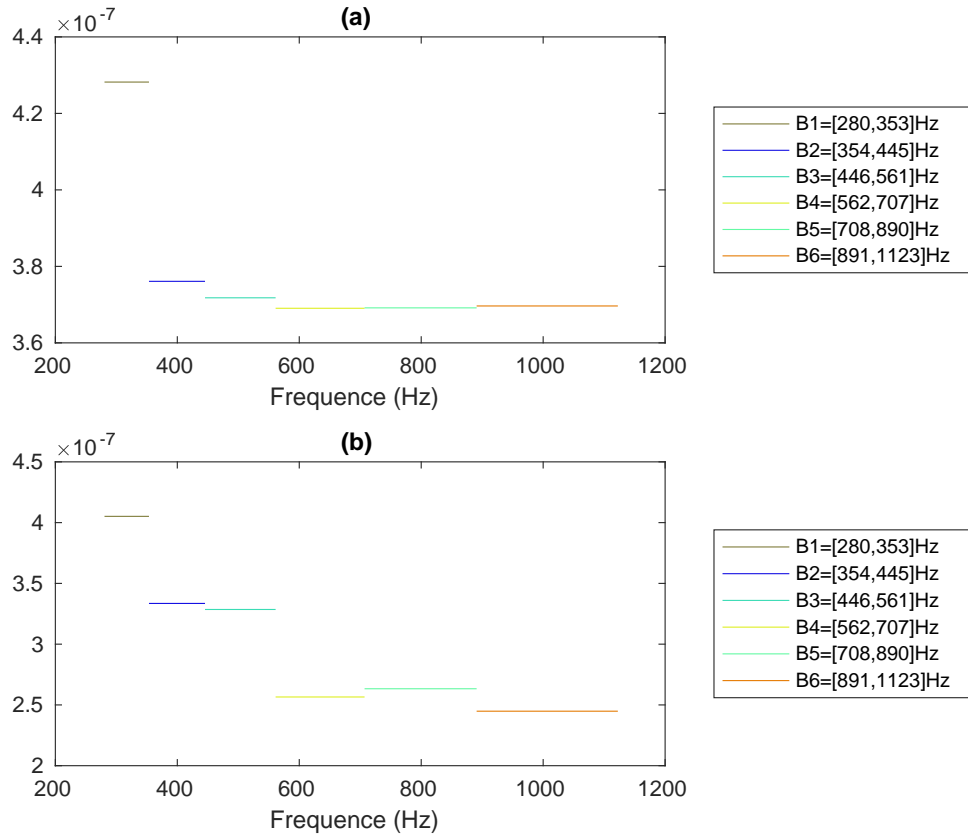 (a)
×10-7
4.4
4.2
4
3.8
3.6
200 400 600 800 1000 1200
Frequence (Hz)
B1=[280,353]Hz
B2=[354,445]Hz
B3=[446,561]Hz
B4=[562,707]Hz
B5=[708,890]Hz
B6=[891,1123]Hz
(b)
×10-7
4.5
4
3.5
3
2.5
2
200 400 600 800 1000 1200
Frequence (Hz)
B1=[280,353]Hz
B2=[354,445]Hz
B3=[446,561]Hz
B4=[562,707]Hz
B5=[708,890]Hz
B6=[891,1123]Hz